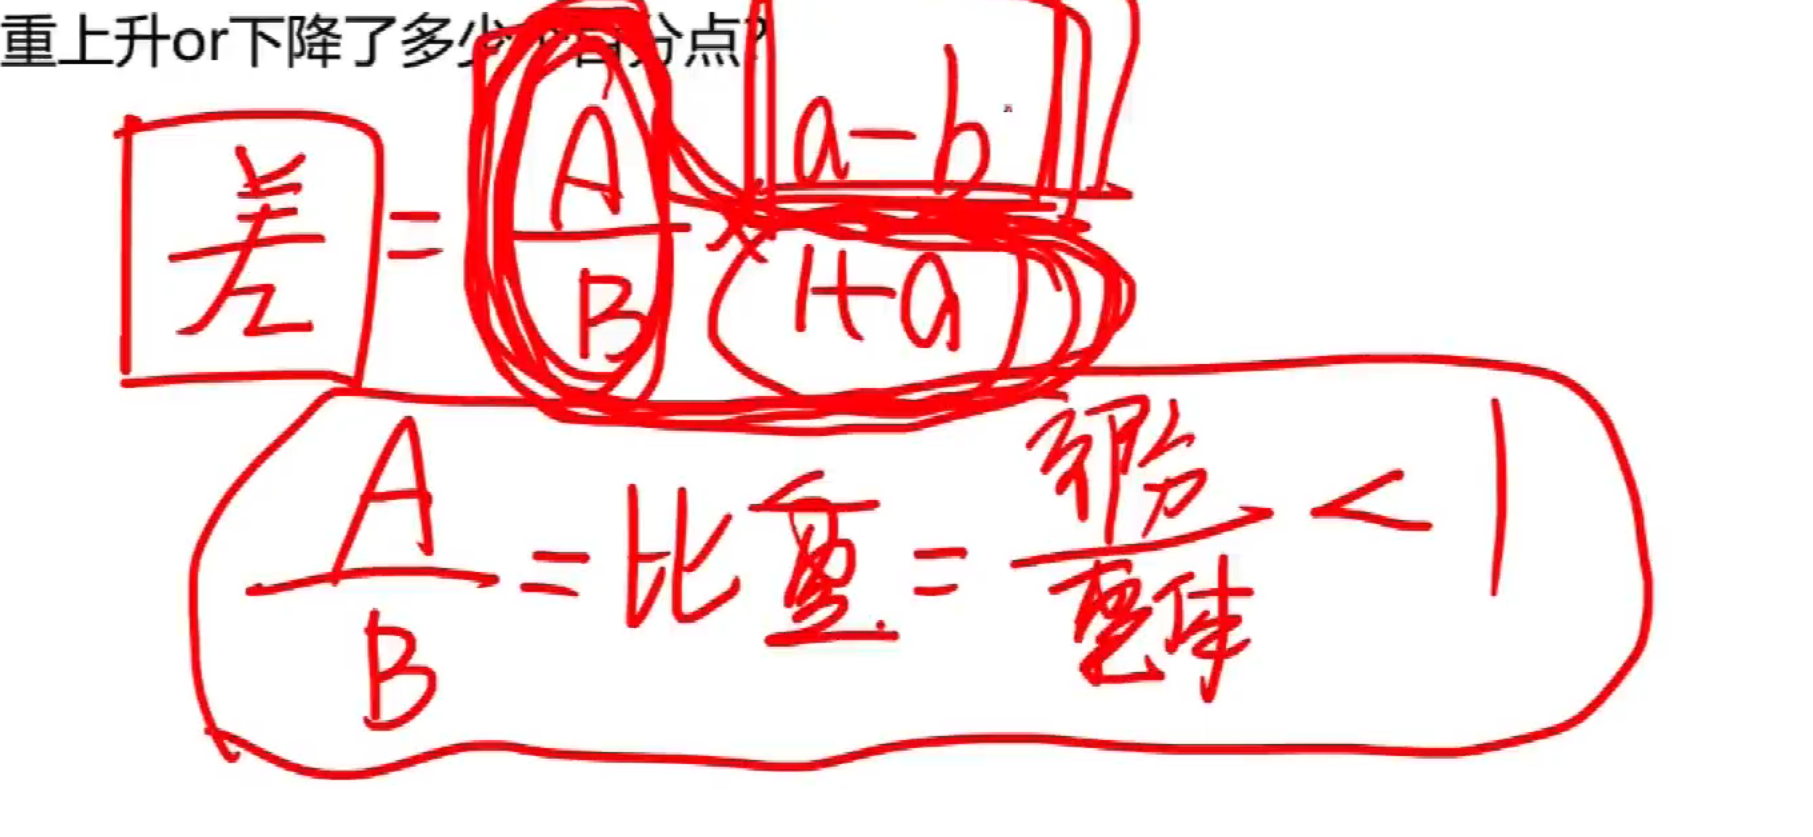 重上升or下降了多少个百分点?
差 = A/B × a-b/1+a
A/B = 比重 = 部分/整体 < 1